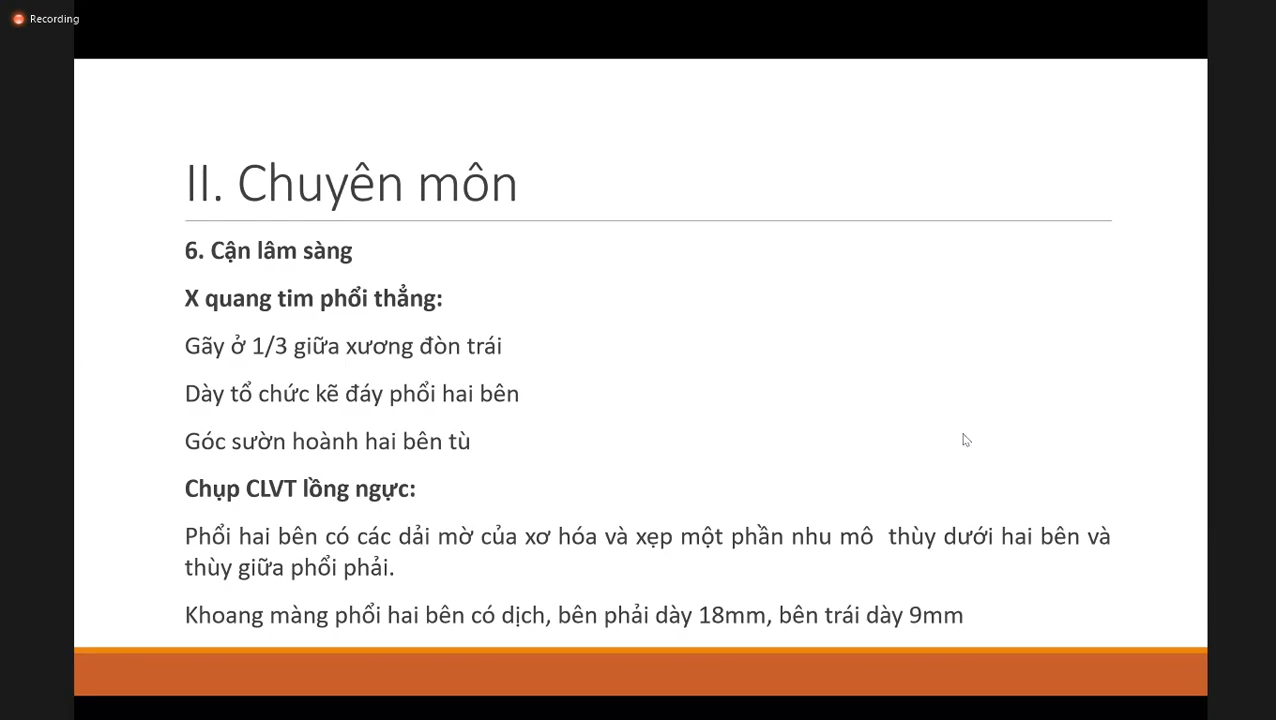 Recording
II. Chuyên môn
6. Cận lâm sàng
X quang tim phổi thẳng:
Gãy ở 1/3 giữa xương đòn trái
Dày tổ chức kẽ đáy phổi hai bên
Góc sườn hoành hai bên tù
Chụp CLVT lồng ngực:
Phổi hai bên có các dải mờ của xơ hóa và xẹp một phần nhu mô thùy dưới hai bên và
thùy giữa phổi phải.
Khoang màng phổi hai bên có dịch, bên phải dày 18mm, bên trái dày 9mm